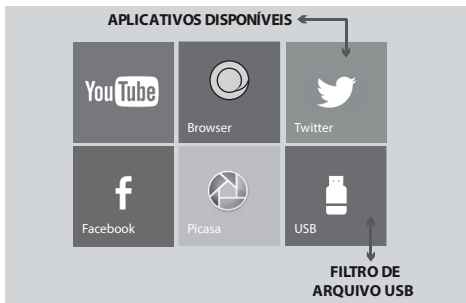 APLICATIVOS DISPONÍVEIS
YouTube
Browser
Twitter
Facebook
Picasa
USB
FILTRO DE
ARQUIVO USB